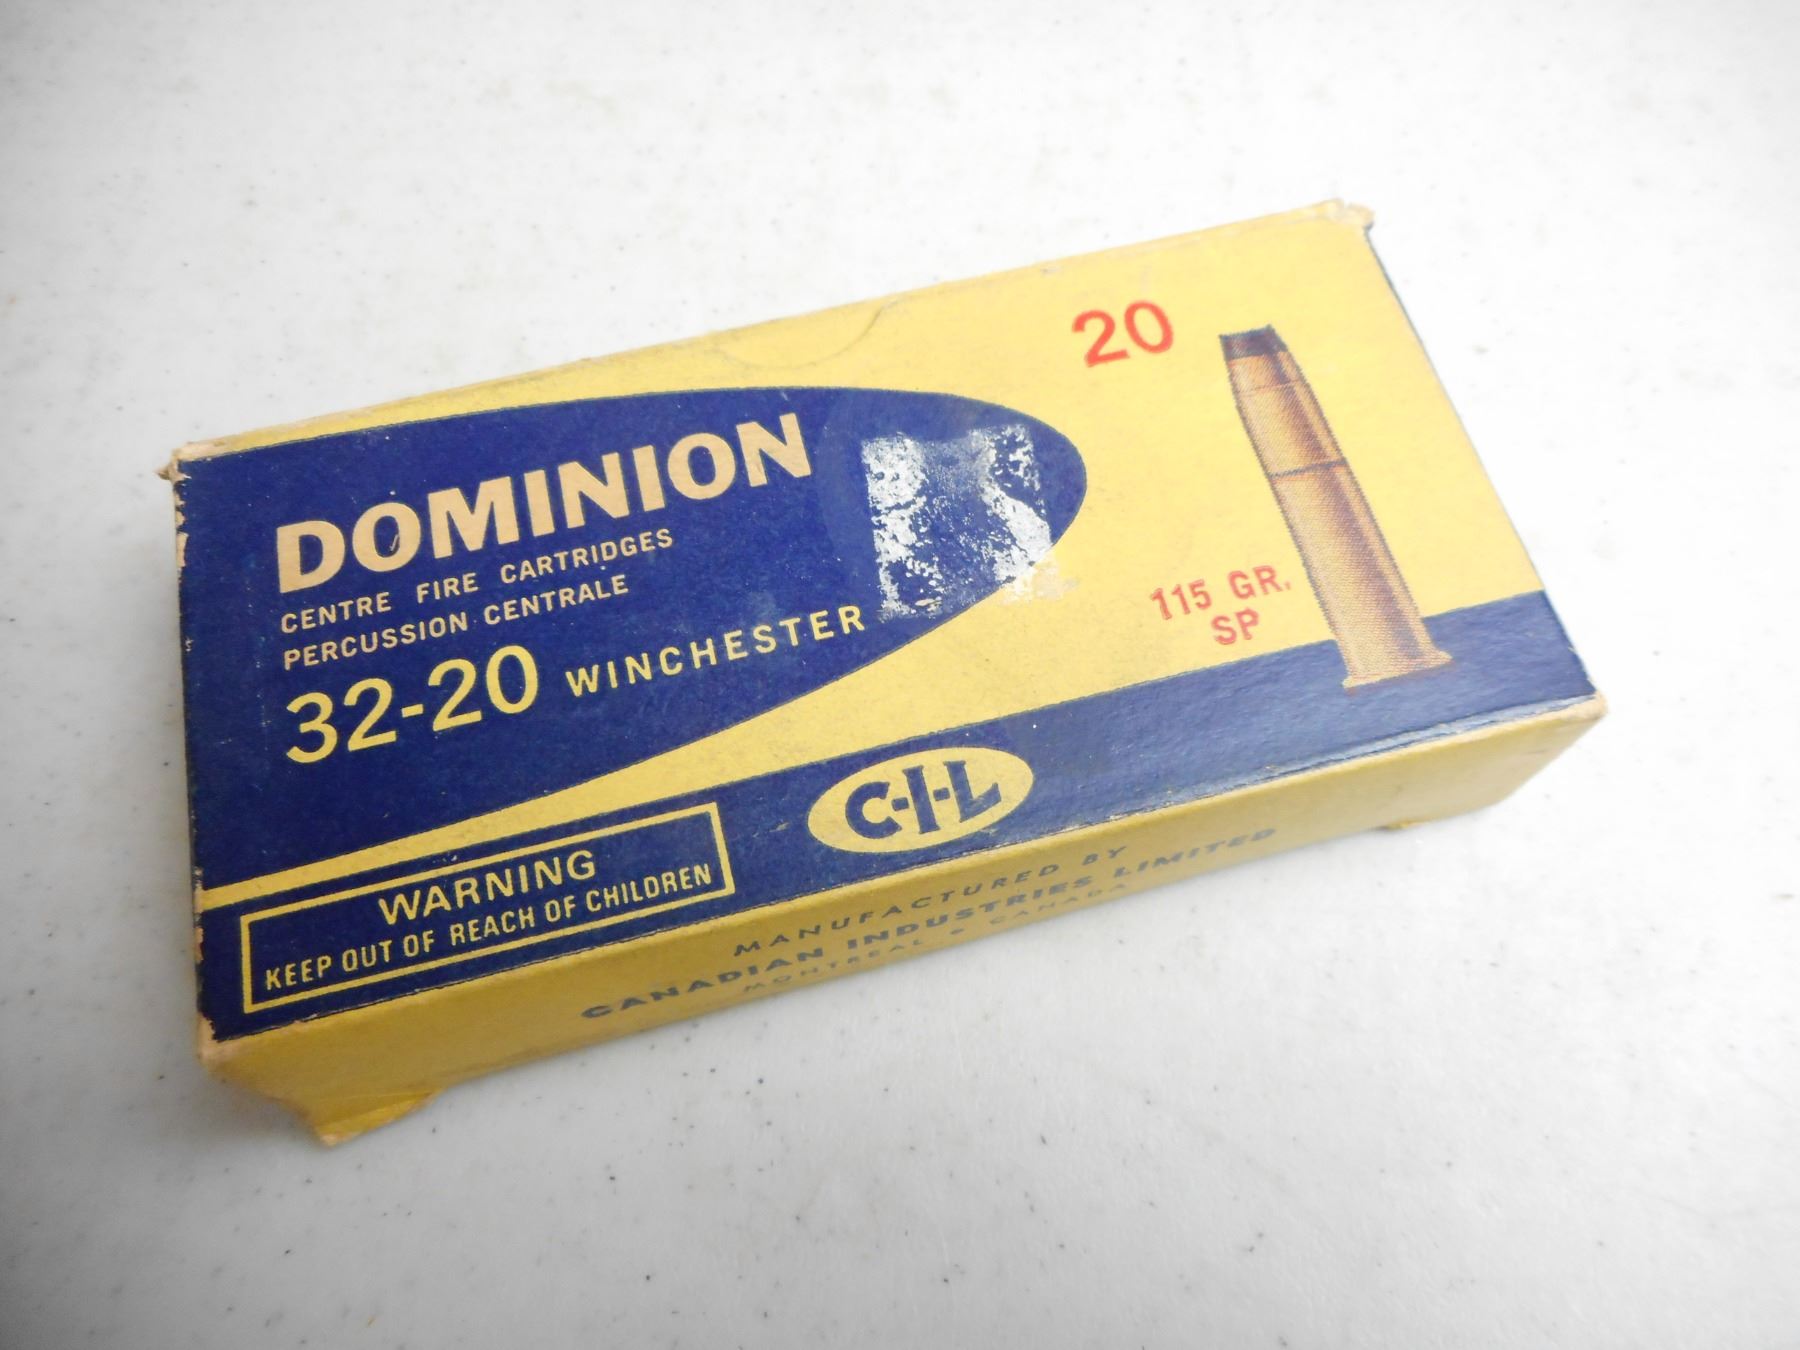 20
DOMINION
CENTRE FIRE CARTRIDGES
PERCUSSION CENTRALE
32-20 WINCHESTER
115 GR.
SP
C-I-L
WARNING
KEEP OUT OF REACH OF CHILDREN
MANUFACTURED BY
CANADIAN INDUSTRIES LIMITED
MONTREAL • CANADA